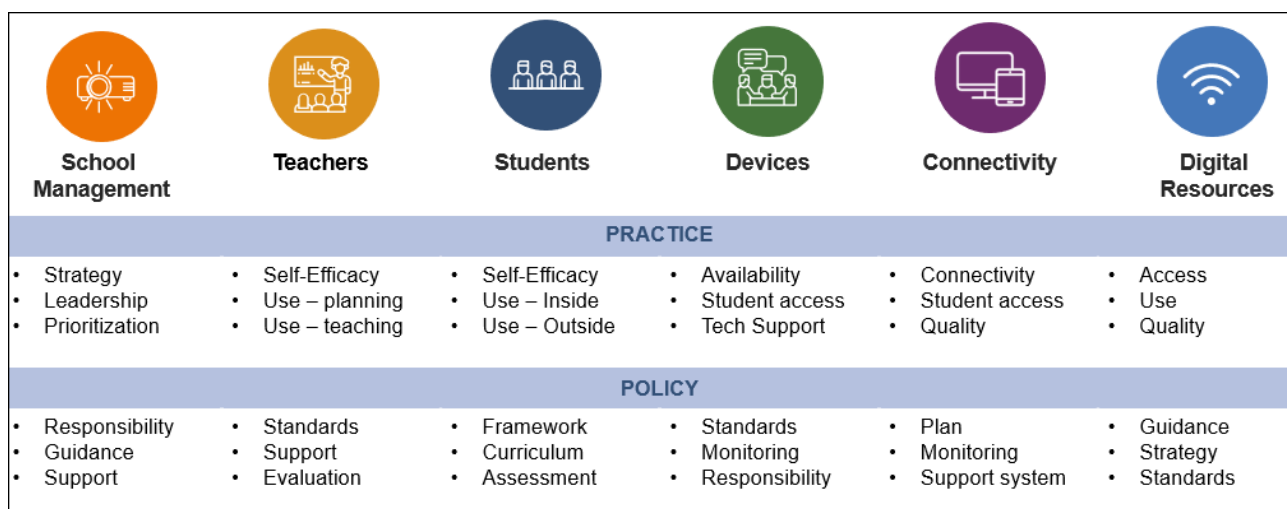 School
Management
Teachers
Students
Devices
Connectivity
Digital
Resources
PRACTICE
• Strategy
• Leadership
• Prioritization
• Self-Efficacy
• Use – planning
• Use – teaching
• Self-Efficacy
• Use – Inside
• Use – Outside
• Availability
• Student access
• Tech Support
• Connectivity
• Student access
• Quality
• Access
• Use
• Quality
POLICY
• Responsibility
• Guidance
• Support
• Standards
• Support
• Evaluation
• Framework
• Curriculum
• Assessment
• Standards
• Monitoring
• Responsibility
• Plan
• Monitoring
• Support system
• Guidance
• Strategy
• Standards